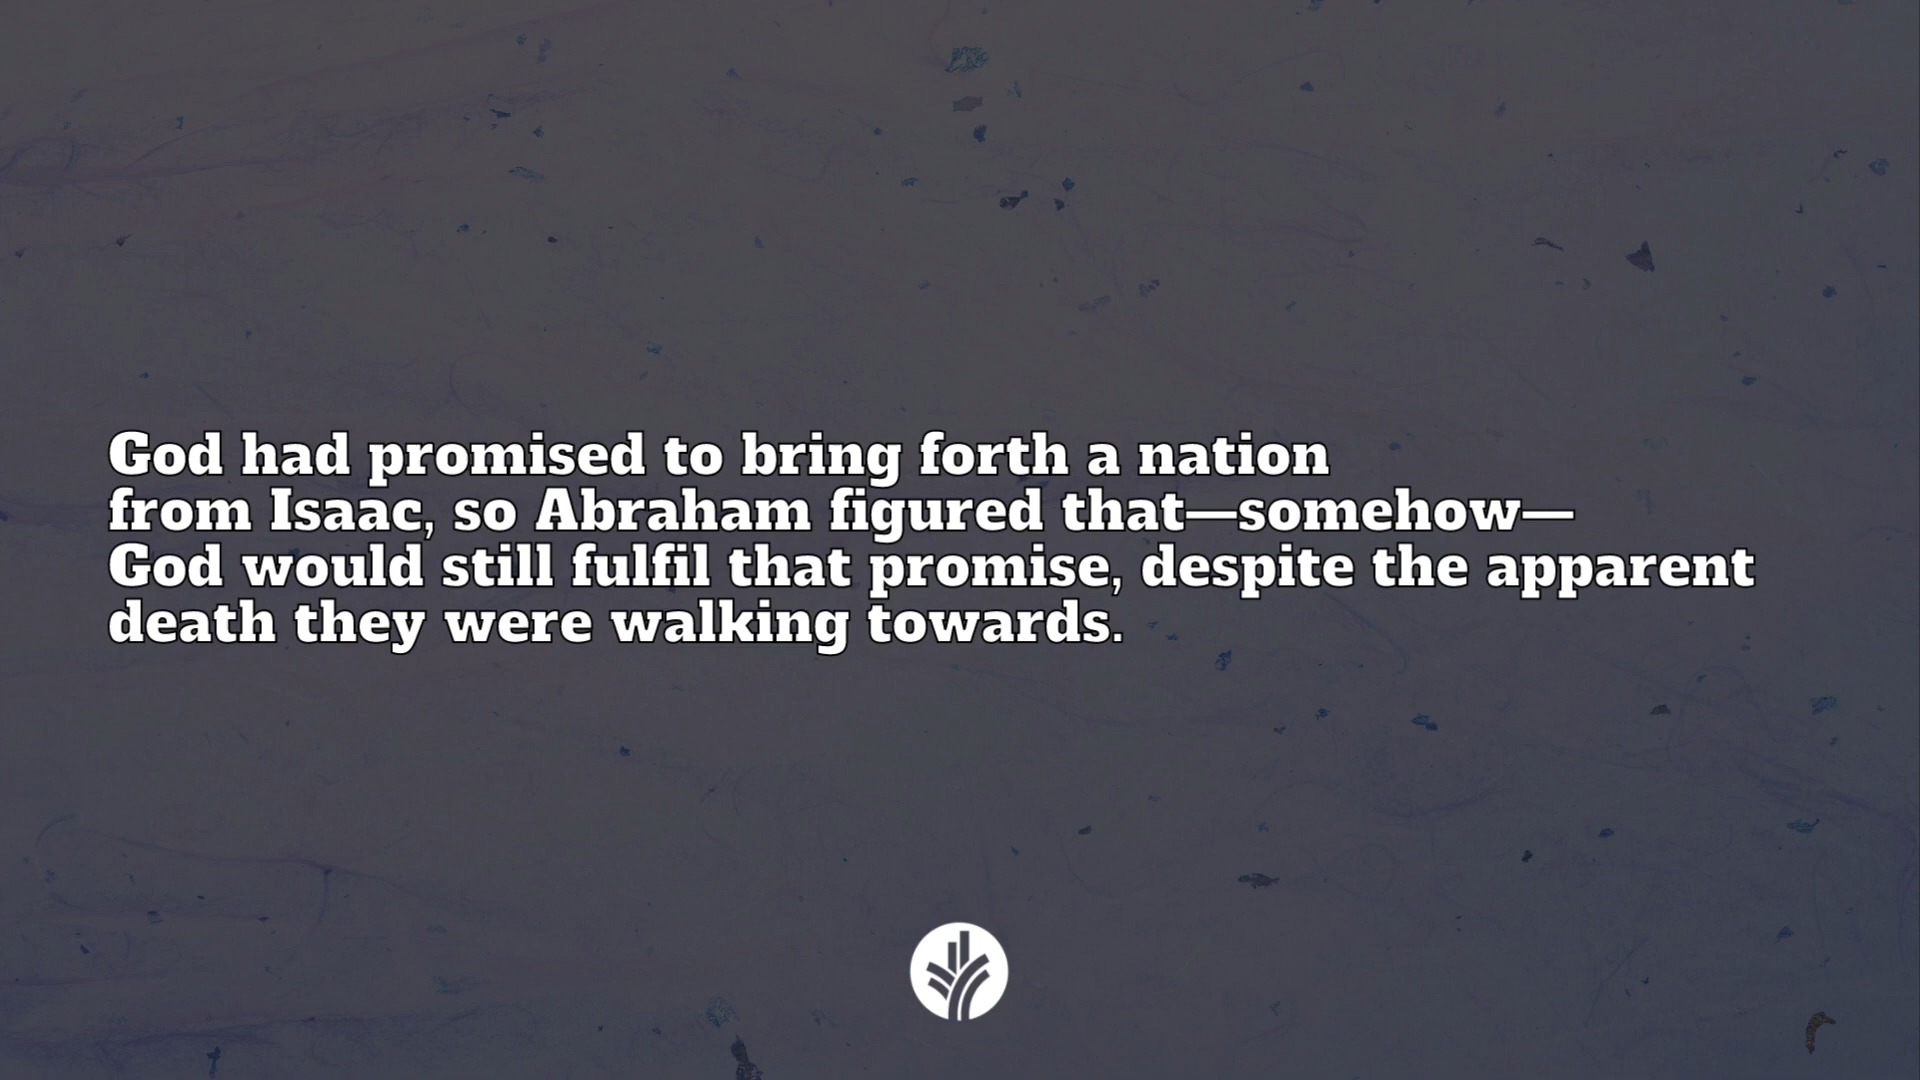 God had promised to bring forth a nation
from Isaac, so Abraham figured that—somehow—
God would still fulfil that promise, despite the apparent
death they were walking towards.